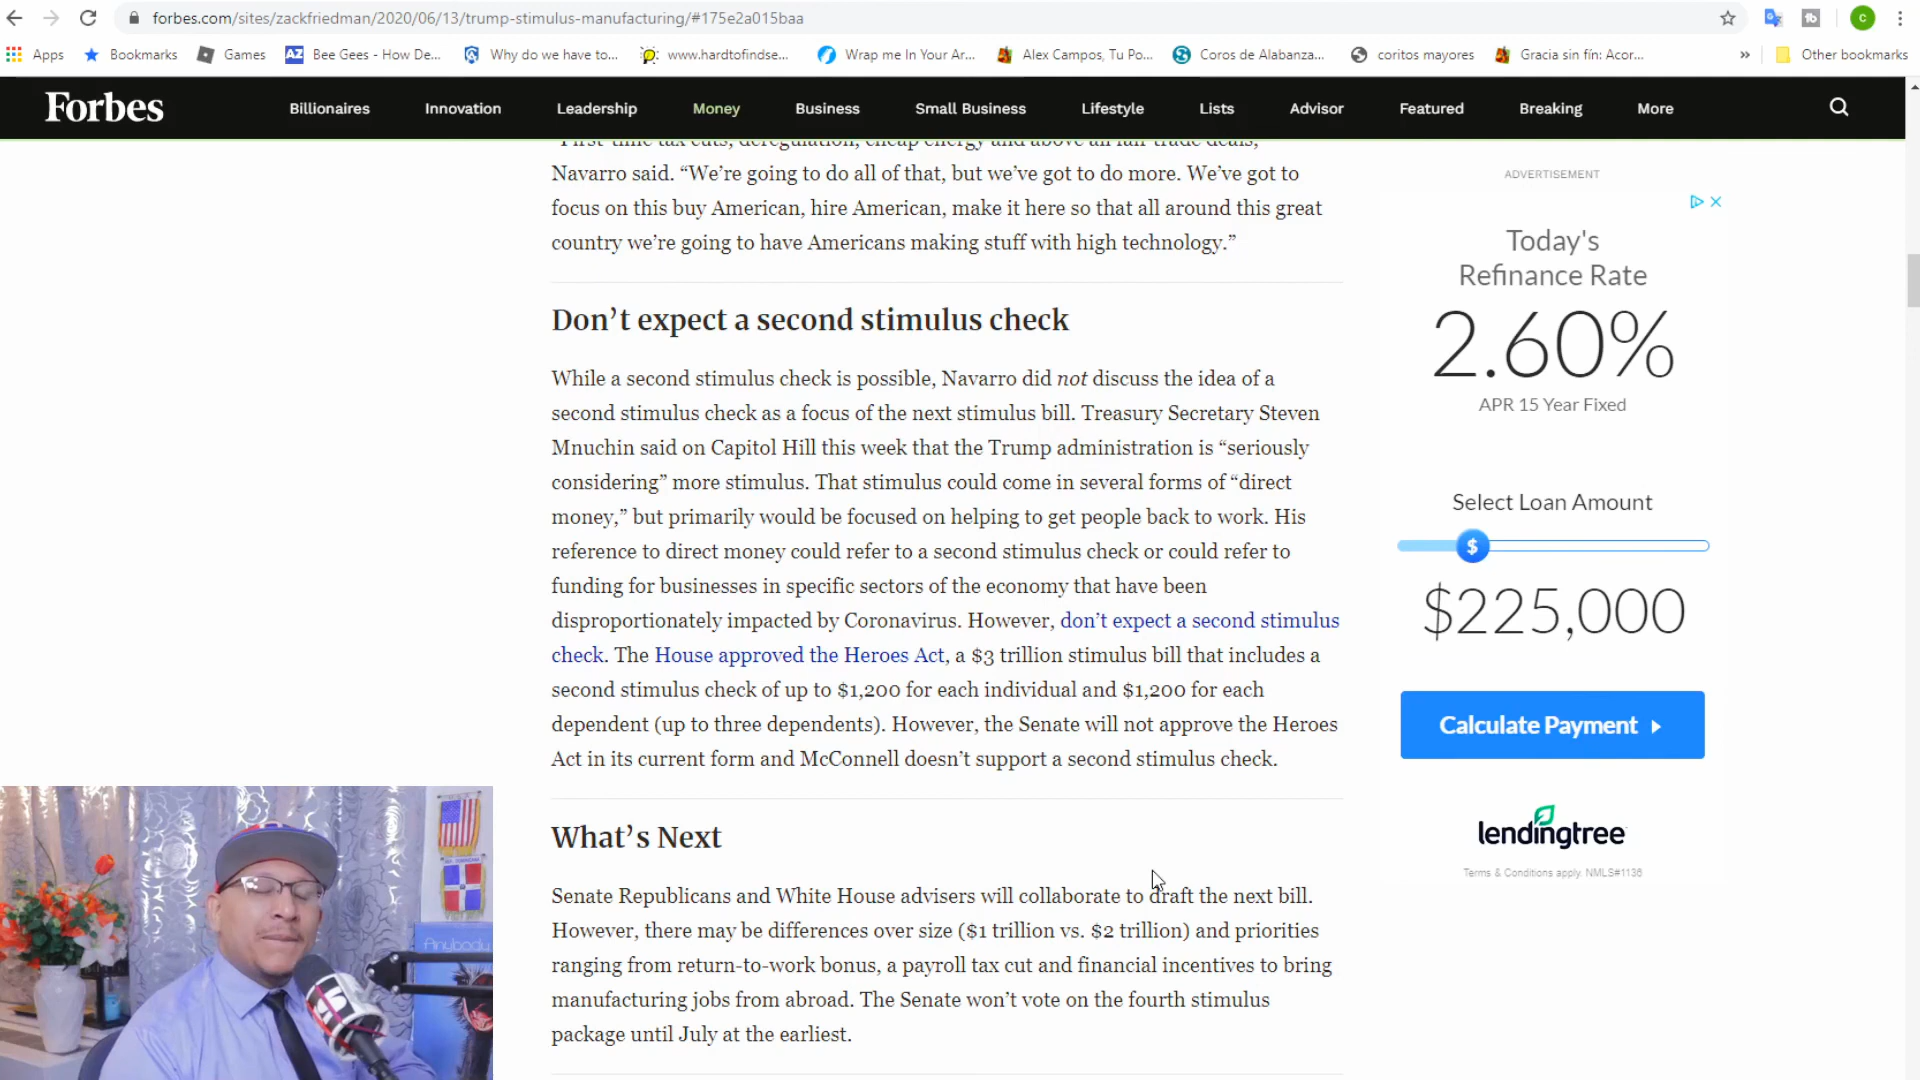 forbes.com/sites/zackfriedman/2020/06/13/trump-stimulus-manufacturing/#175e2a015baa
Apps
Bookmarks
Games
Bee Gees - How De...
Why do we have to...
www.hardtofindse...
Wrap me In Your Ar...
Alex Campos, Tu Po...
Coros de Alabanza...
coritos mayores
Gracia sin fín: Acor...
»
Other bookmarks
Forbes
Billionaires
Innovation
Leadership
Money
Business
Small Business
Lifestyle
Lists
Advisor
Featured
Breaking
More
"First-time tax cuts, deregulation, cheap energy and above all fair trade deals,
Navarro said. “We’re going to do all of that, but we’ve got to do more. We’ve got to
focus on this buy American, hire American, make it here so that all around this great
country we’re going to have Americans making stuff with high technology.”
Don’t expect a second stimulus check
While a second stimulus check is possible, Navarro did not discuss the idea of a
second stimulus check as a focus of the next stimulus bill. Treasury Secretary Steven
Mnuchin said on Capitol Hill this week that the Trump administration is “seriously
considering” more stimulus. That stimulus could come in several forms of “direct
money,” but primarily would be focused on helping to get people back to work. His
reference to direct money could refer to a second stimulus check or could refer to
funding for businesses in specific sectors of the economy that have been
disproportionately impacted by Coronavirus. However, don’t expect a second stimulus
check. The House approved the Heroes Act, a $3 trillion stimulus bill that includes a
second stimulus check of up to $1,200 for each individual and $1,200 for each
dependent (up to three dependents). However, the Senate will not approve the Heroes
Act in its current form and McConnell doesn’t support a second stimulus check.
What’s Next
Senate Republicans and White House advisers will collaborate to draft the next bill.
However, there may be differences over size ($1 trillion vs. $2 trillion) and priorities
ranging from return-to-work bonus, a payroll tax cut and financial incentives to bring
manufacturing jobs from abroad. The Senate won’t vote on the fourth stimulus
package until July at the earliest.
ADVERTISEMENT
Today's
Refinance Rate
2.60%
APR 15 Year Fixed
Select Loan Amount
$
$225,000
Calculate Payment
lendingtree
Terms & Conditions apply. NMLS#1136
Anybody